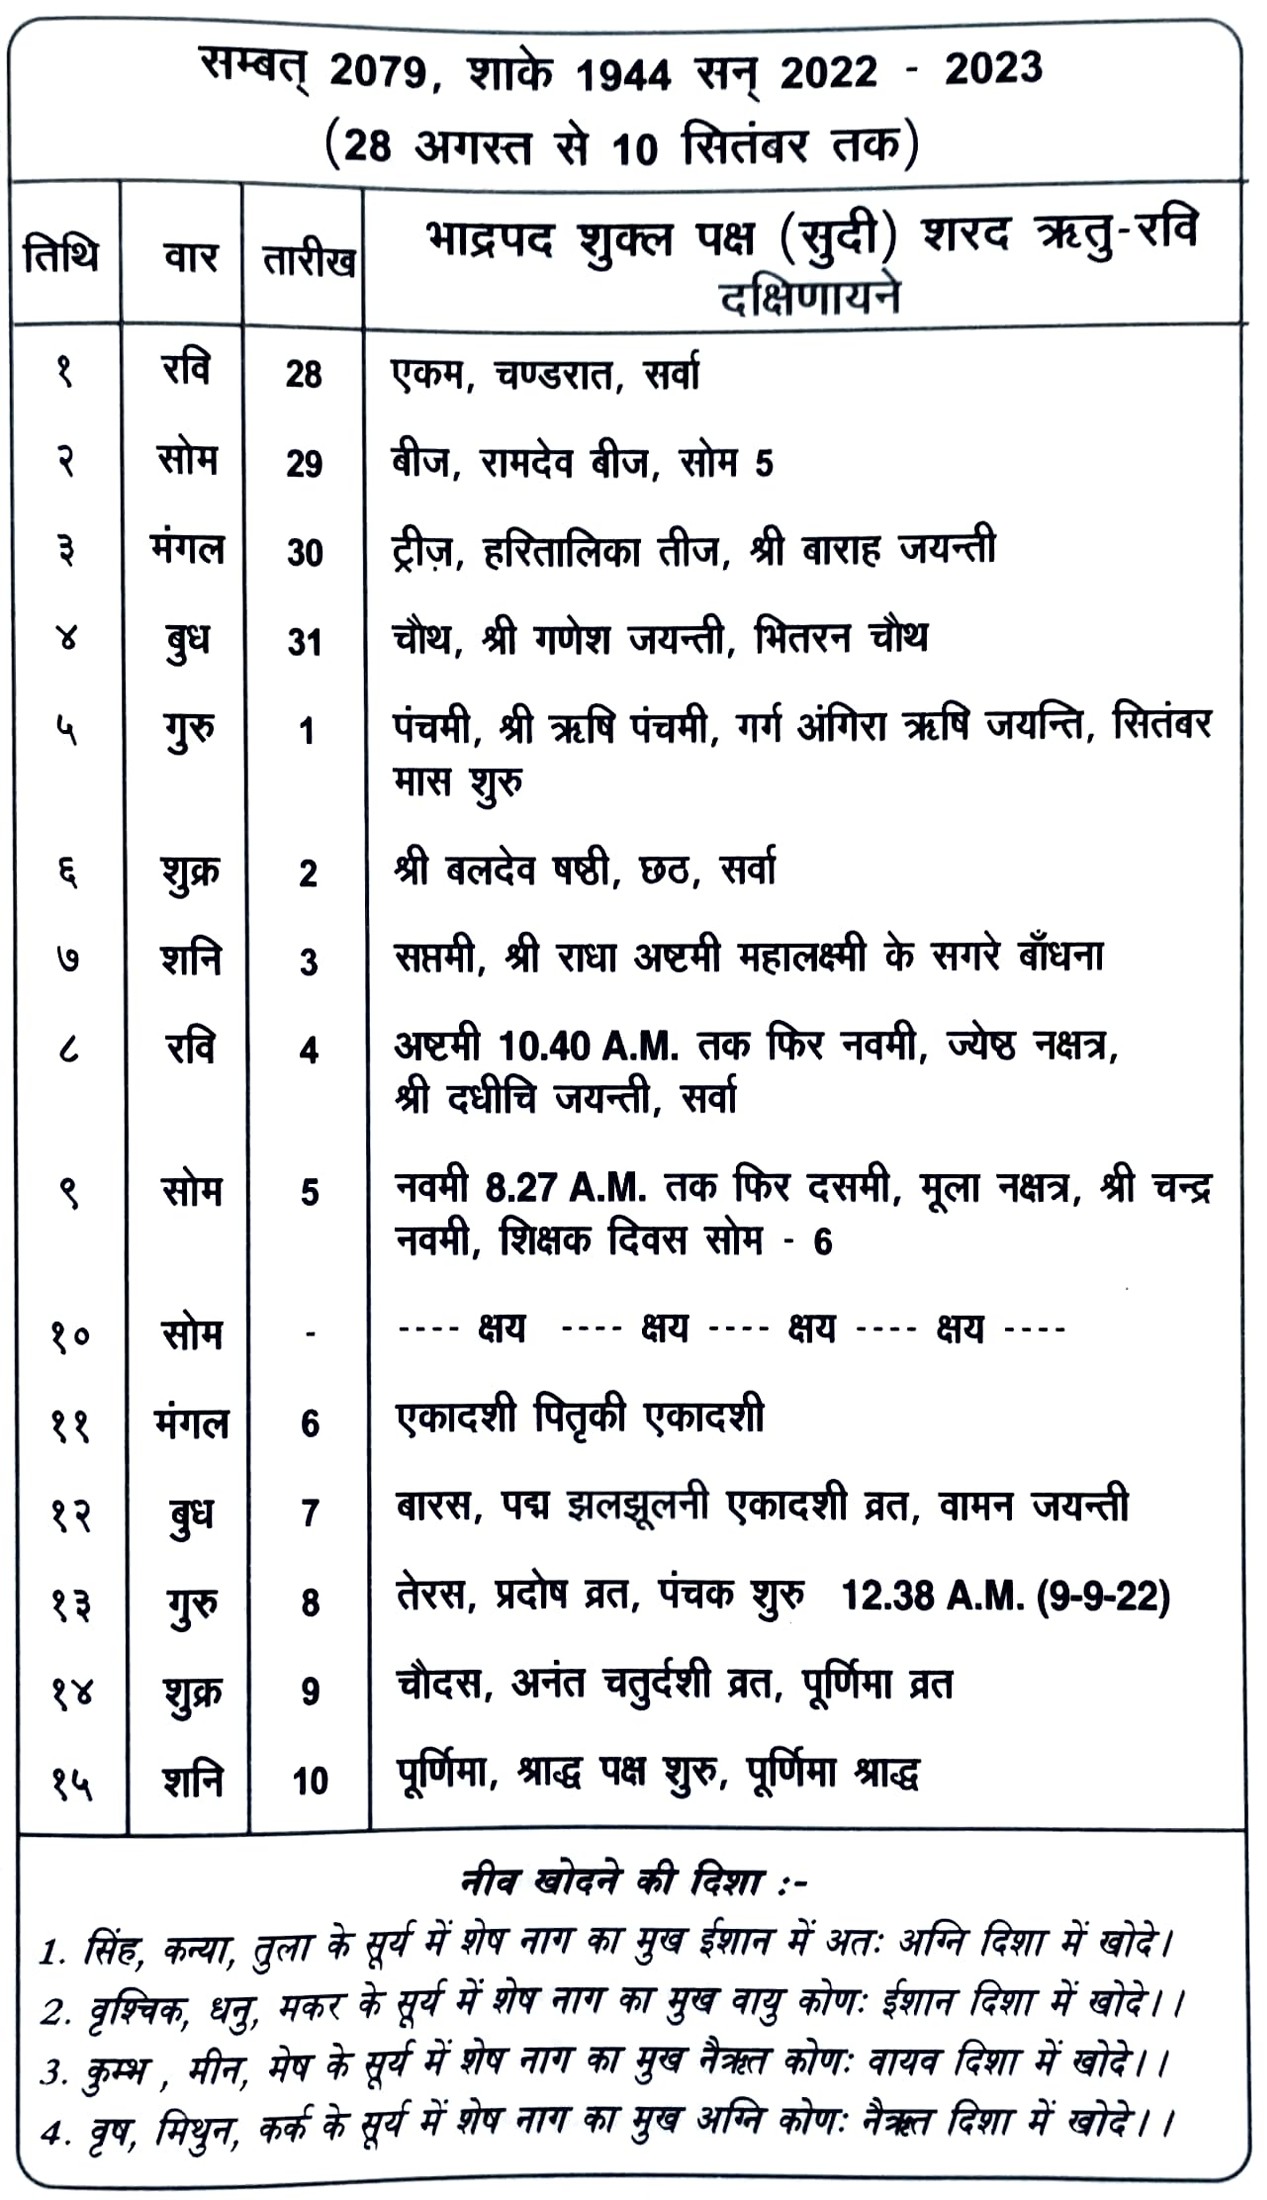 सम्बत् 2079, शाके 1944 सन् 2022 - 2023
(28 अगस्त से 10 सितंबर तक)
तिथि वार तारीख भाद्रपद शुक्ल पक्ष (सुदी) शरद ऋतु-रवि
दक्षिणायने
१ रवि 28 एकम, चण्डरात, सर्वा
२ सोम 29 बीज, रामदेव बीज, सोम 5
३ मंगल 30 ट्रीज़, हरितालिका तीज, श्री बाराह जयन्ती
४ बुध 31 चौथ, श्री गणेश जयन्ती, भितरन चौथ
५ गुरु 1 पंचमी, श्री ऋषि पंचमी, गर्ग अंगिरा ऋषि जयन्ति, सितंबर
मास शुरु
६ शुक्र 2 श्री बलदेव षष्ठी, छठ, सर्वा
७ शनि 3 सप्तमी, श्री राधा अष्टमी महालक्ष्मी के सगरे बाँधना
८ रवि 4 अष्टमी 10.40 A.M. तक फिर नवमी, ज्येष्ठ नक्षत्र,
श्री दधीचि जयन्ती, सर्वा
९ सोम 5 नवमी 8.27 A.M. तक फिर दसमी, मूला नक्षत्र, श्री चन्द्र
नवमी, शिक्षक दिवस सोम - 6
१० सोम - ---- क्षय ---- क्षय ---- क्षय ---- क्षय ----
११ मंगल 6 एकादशी पितृकी एकादशी
१२ बुध 7 बारस, पद्म झलझूलनी एकादशी व्रत, वामन जयन्ती
१३ गुरु 8 तेरस, प्रदोष व्रत, पंचक शुरु 12.38 A.M. (9-9-22)
१४ शुक्र 9 चौदस, अनंत चतुर्दशी व्रत, पूर्णिमा व्रत
१५ शनि 10 पूर्णिमा, श्राद्ध पक्ष शुरु, पूर्णिमा श्राद्ध
नीव खोदने की दिशा :-
1. सिंह, कन्या, तुला के सूर्य में शेष नाग का मुख ईशान में अतः अग्नि दिशा में खोदे।
2. वृश्चिक, धनु, मकर के सूर्य में शेष नाग का मुख वायु कोणः ईशान दिशा में खोदे।।
3. कुम्भ , मीन, मेष के सूर्य में शेष नाग का मुख नैऋत कोणः वायव दिशा में खोदे।।
4. वृष, मिथुन, कर्क के सूर्य में शेष नाग का मुख अग्नि कोणः नैऋत दिशा में खोदे।।